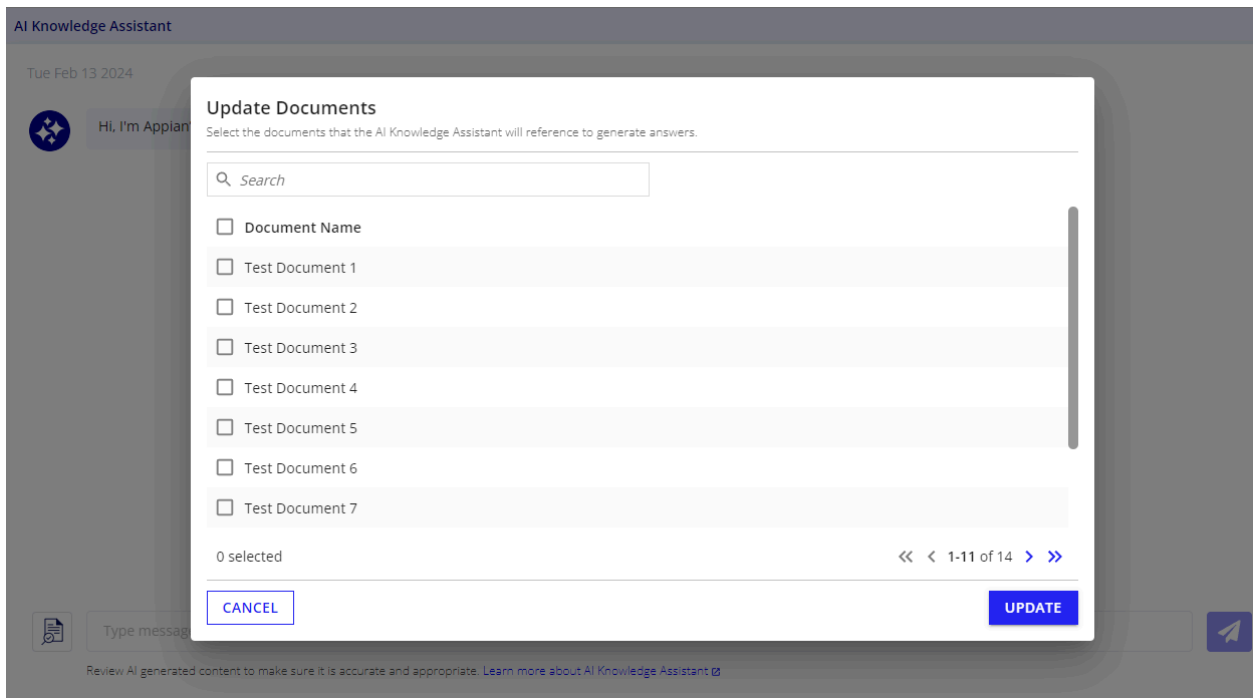 AI Knowledge Assistant
Tue Feb 13 2024
Hi, I'm Appian'
Update Documents
Select the documents that the AI Knowledge Assistant will reference to generate answers.
Search
Document Name
Test Document 1
Test Document 2
Test Document 3
Test Document 4
Test Document 5
Test Document 6
Test Document 7
0 selected
1-11 of 14
CANCEL
UPDATE
Type messag
Review AI generated content to make sure it is accurate and appropriate. Learn more about AI Knowledge Assistant